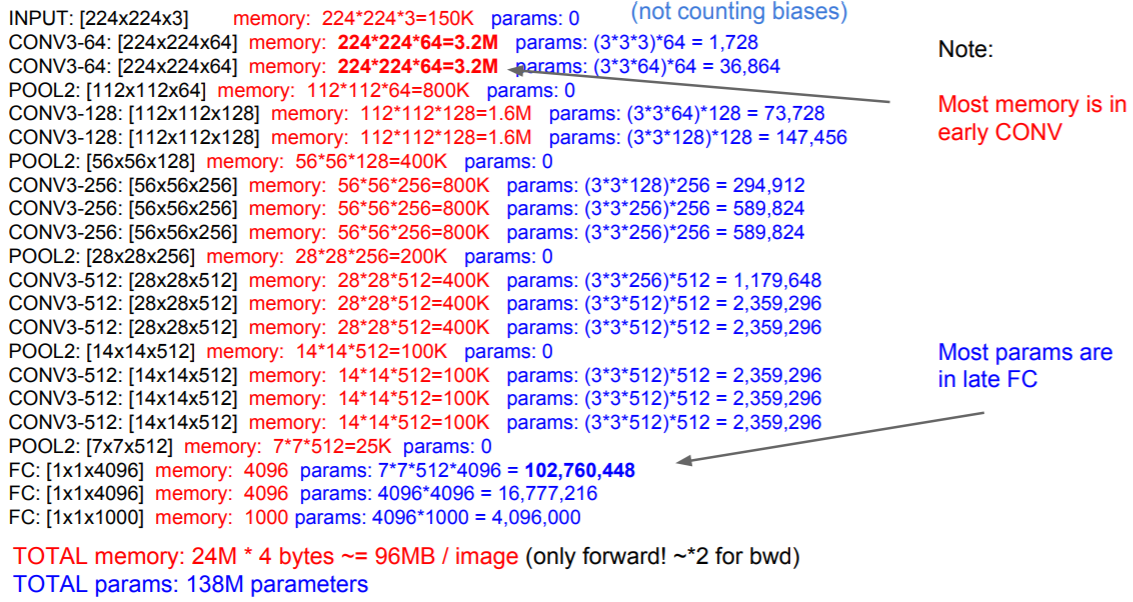 (not counting biases)
INPUT: [224x224x3] memory: 224*224*3=150K params: 0
CONV3-64: [224x224x64] memory: 224*224*64=3.2M params: (3*3*3)*64 = 1,728
CONV3-64: [224x224x64] memory: 224*224*64=3.2M params: (3*3*64)*64 = 36,864
POOL2: [112x112x64] memory: 112*112*64=800K params: 0
CONV3-128: [112x112x128] memory: 112*112*128=1.6M params: (3*3*64)*128 = 73,728
CONV3-128: [112x112x128] memory: 112*112*128=1.6M params: (3*3*128)*128 = 147,456
POOL2: [56x56x128] memory: 56*56*128=400K params: 0
CONV3-256: [56x56x256] memory: 56*56*256=800K params: (3*3*128)*256 = 294,912
CONV3-256: [56x56x256] memory: 56*56*256=800K params: (3*3*256)*256 = 589,824
CONV3-256: [56x56x256] memory: 56*56*256=800K params: (3*3*256)*256 = 589,824
POOL2: [28x28x256] memory: 28*28*256=200K params: 0
CONV3-512: [28x28x512] memory: 28*28*512=400K params: (3*3*256)*512 = 1,179,648
CONV3-512: [28x28x512] memory: 28*28*512=400K params: (3*3*512)*512 = 2,359,296
CONV3-512: [28x28x512] memory: 28*28*512=400K params: (3*3*512)*512 = 2,359,296
POOL2: [14x14x512] memory: 14*14*512=100K params: 0
CONV3-512: [14x14x512] memory: 14*14*512=100K params: (3*3*512)*512 = 2,359,296
CONV3-512: [14x14x512] memory: 14*14*512=100K params: (3*3*512)*512 = 2,359,296
CONV3-512: [14x14x512] memory: 14*14*512=100K params: (3*3*512)*512 = 2,359,296
POOL2: [7x7x512] memory: 7*7*512=25K params: 0
FC: [1x1x4096] memory: 4096 params: 7*7*512*4096 = 102,760,448
FC: [1x1x4096] memory: 4096 params: 4096*4096 = 16,777,216
FC: [1x1x1000] memory: 1000 params: 4096*1000 = 4,096,000
TOTAL memory: 24M * 4 bytes ~= 96MB / image (only forward! ~*2 for bwd)
TOTAL params: 138M parameters
Note:
Most memory is in
early CONV
Most params are
in late FC